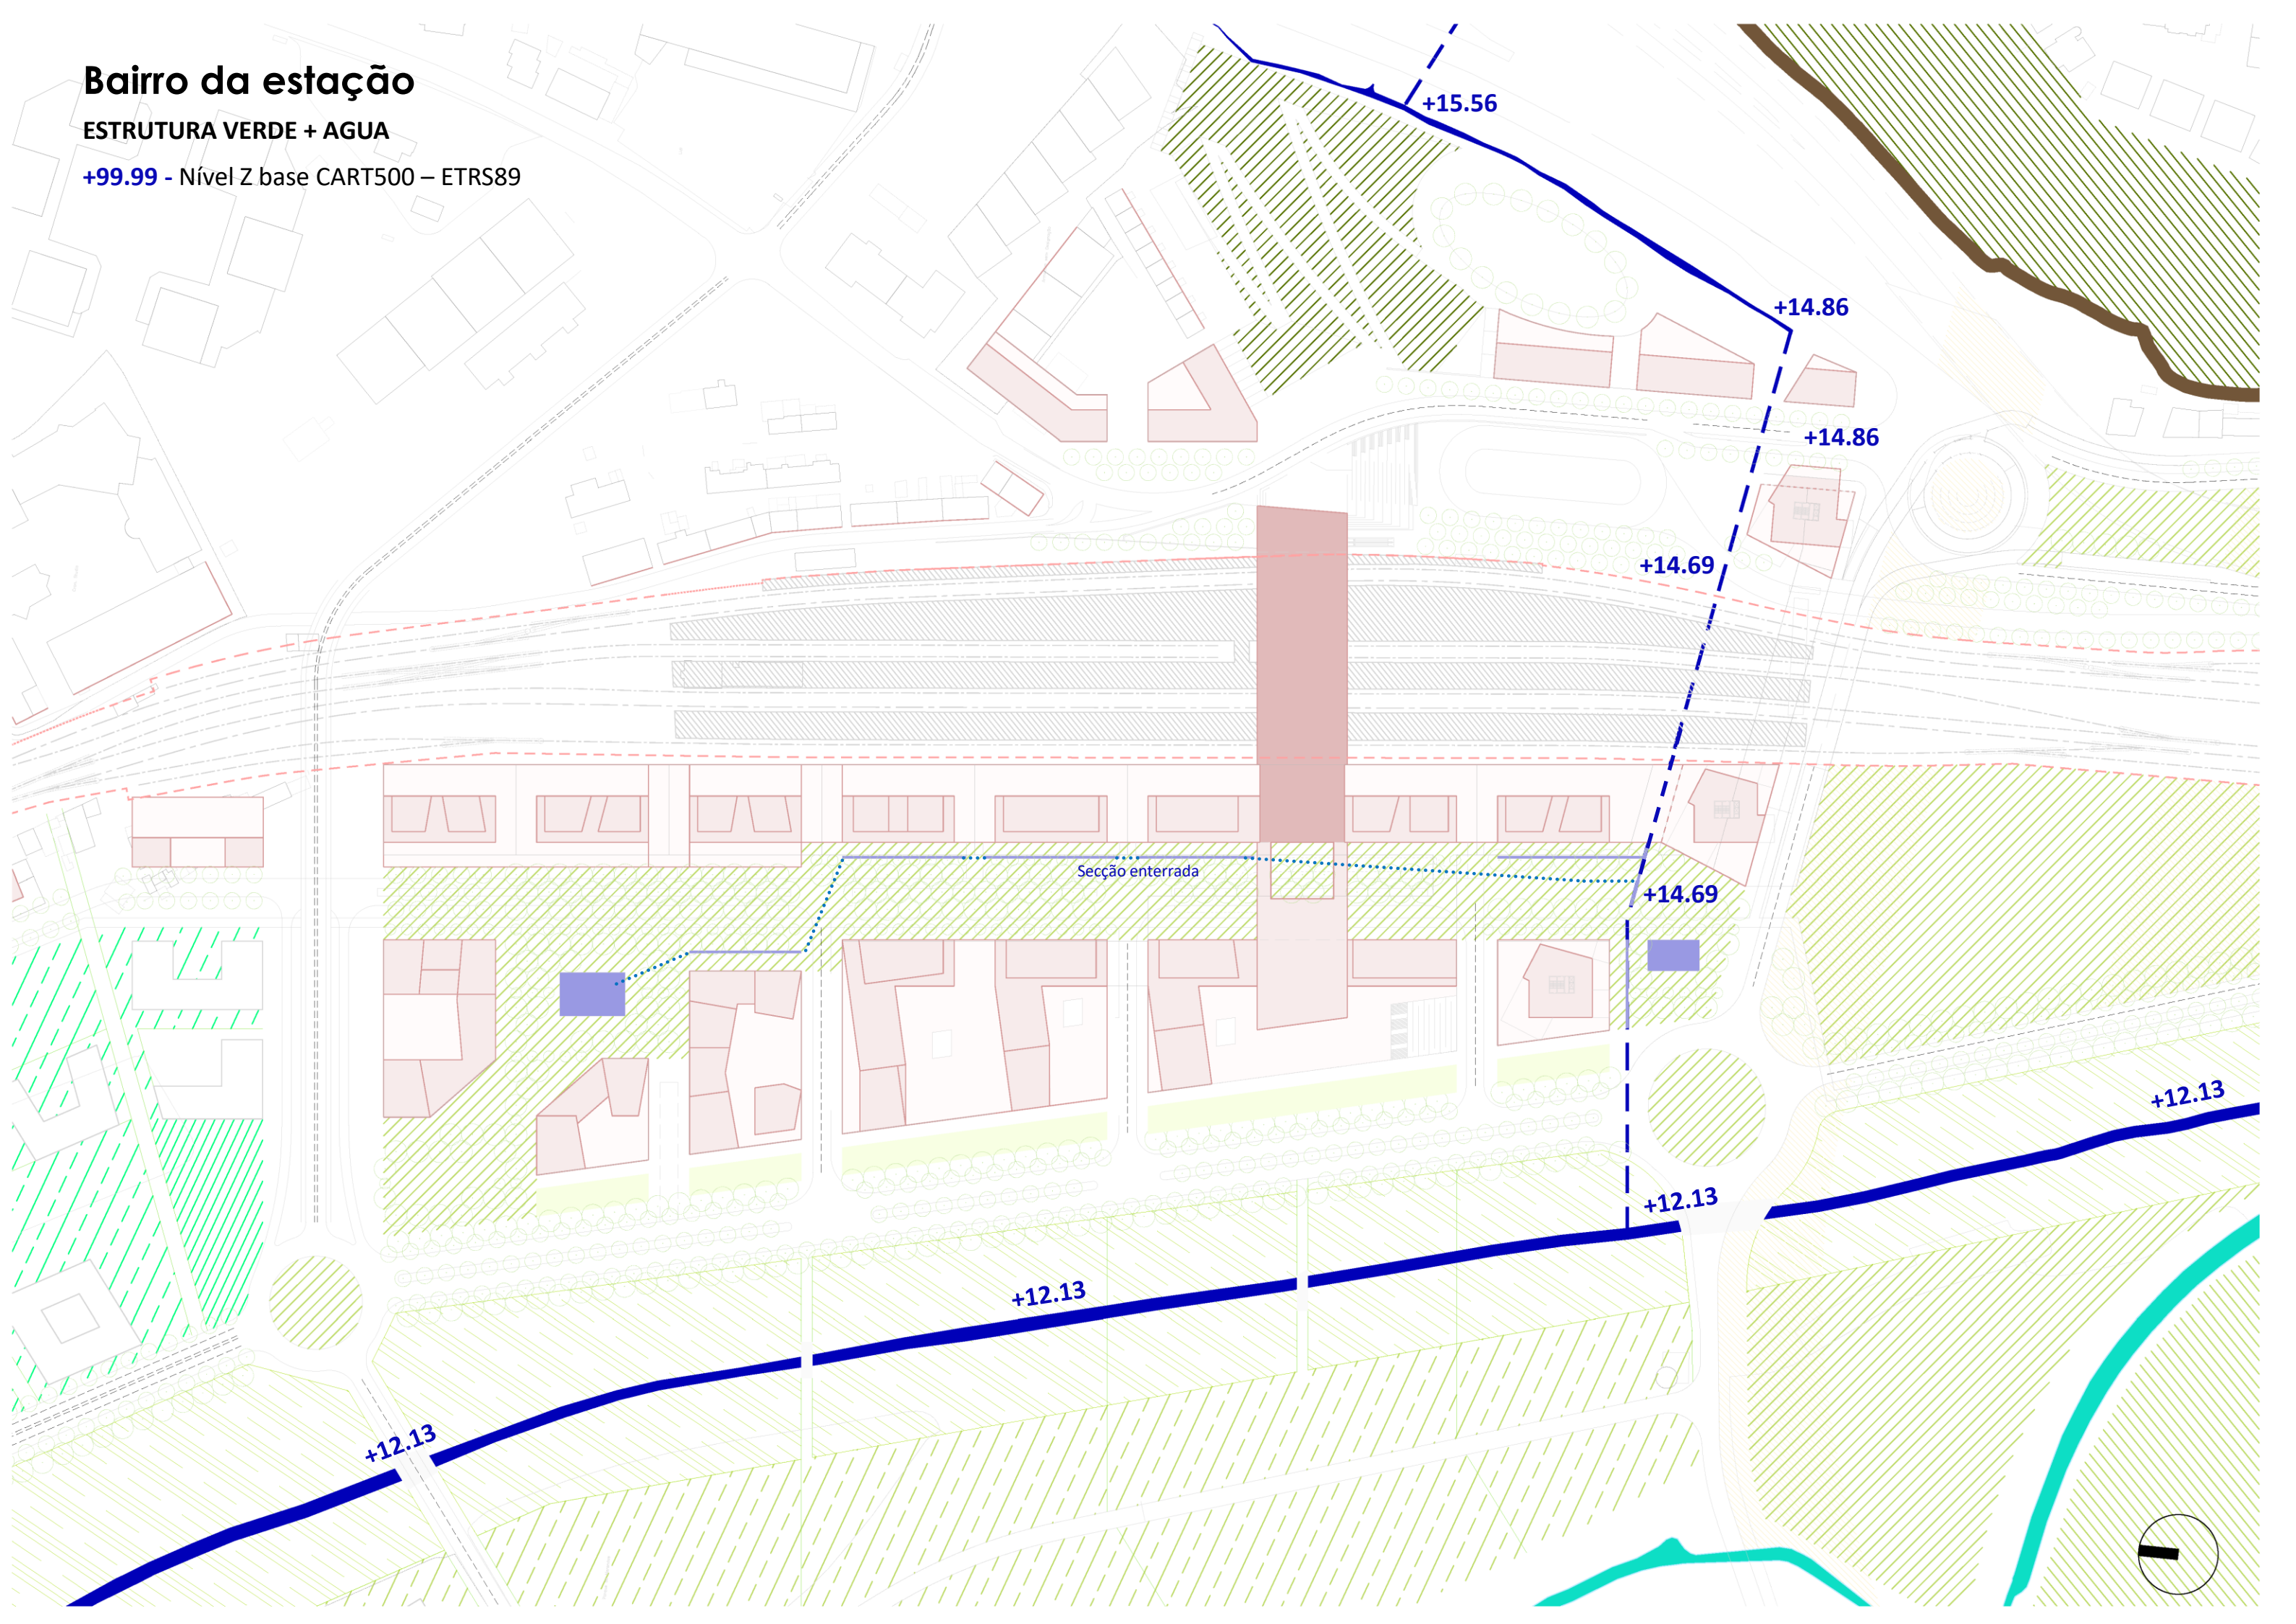 Bairro da estação
ESTRUTURA VERDE + AGUA
+99.99 - Nível Z base CART500 – ETRS89
+15.56
+14.86
+14.86
+14.69
Secção enterrada
+14.69
+12.13
+12.13
+12.13
+12.13